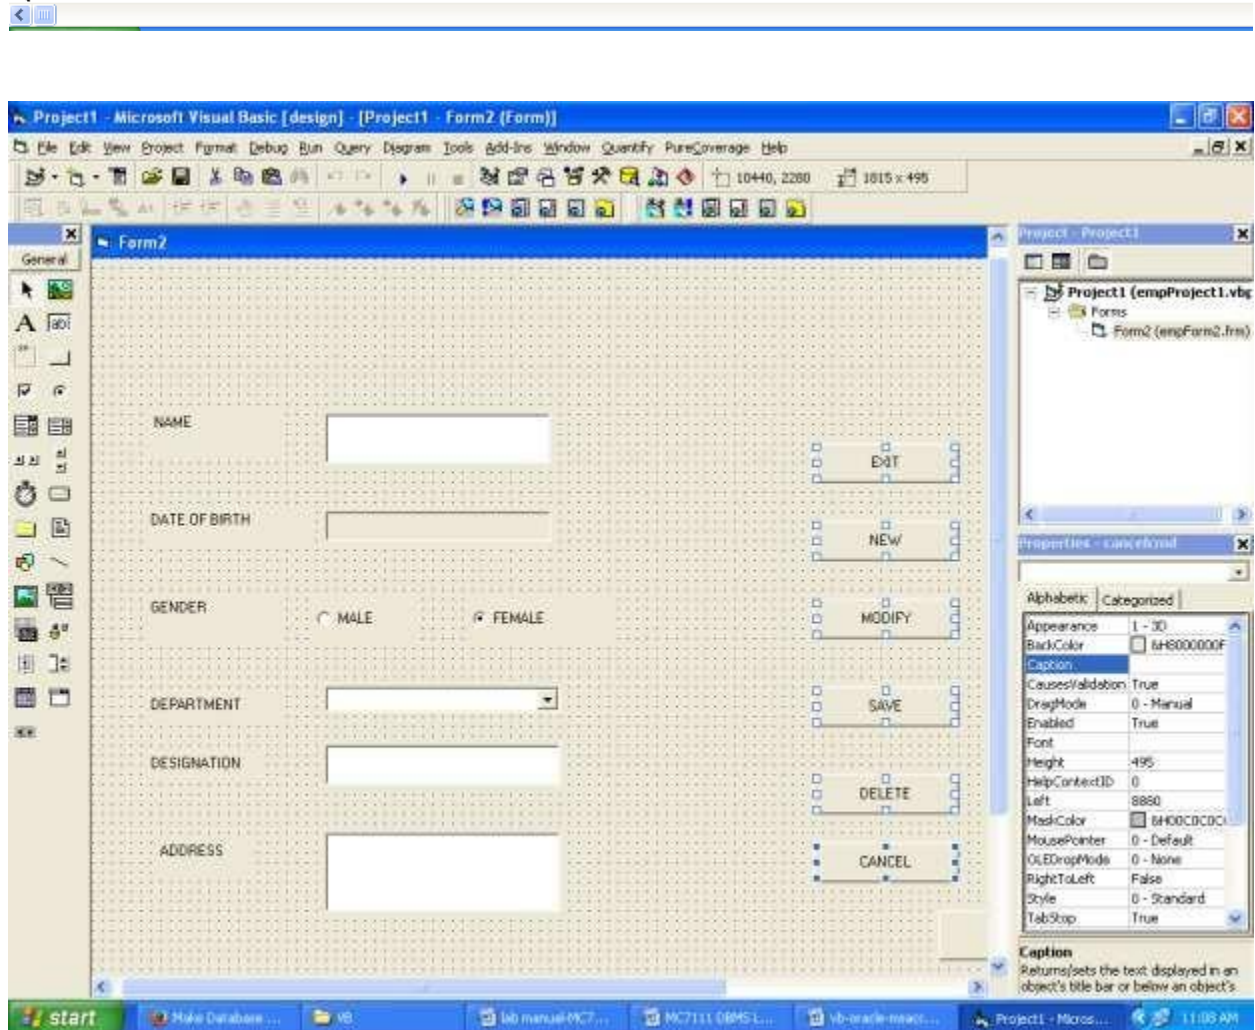 Project1 - Microsoft Visual Basic [design] - [Project1 - Form2 (Form)]
File Edit View Project Format Debug Run Query Diagram Tools Add-Ins Window Quantify PureCoverage Help
10440, 2280 1815 x 495
General
Form2
NAME
DATE OF BIRTH
GENDER
MALE FEMALE
DEPARTMENT
DESIGNATION
ADDRESS
EXIT
NEW
MODIFY
SAVE
DELETE
CANCEL
Project - Project1
Project1 (empProject1.vbp
Forms
Form2 (empForm2.frm)
Properties - cancelcmd
Alphabetic Categorized
Appearance 1 - 3D
BackColor &H8000000F
Caption
CausesValidation True
DragMode 0 - Manual
Enabled True
Font
Height 495
HelpContextID 0
Left 8880
MaskColor &H00C0C0C
MousePointer 0 - Default
OLEDropMode 0 - None
RightToLeft False
Style 0 - Standard
TabStop True
Caption
Returns/sets the text displayed in an
object's title bar or below an object's
start Make Database ... VB lab manual-MC7... MC7111 DBMS L... Project1 - Micros... 11:08 AM